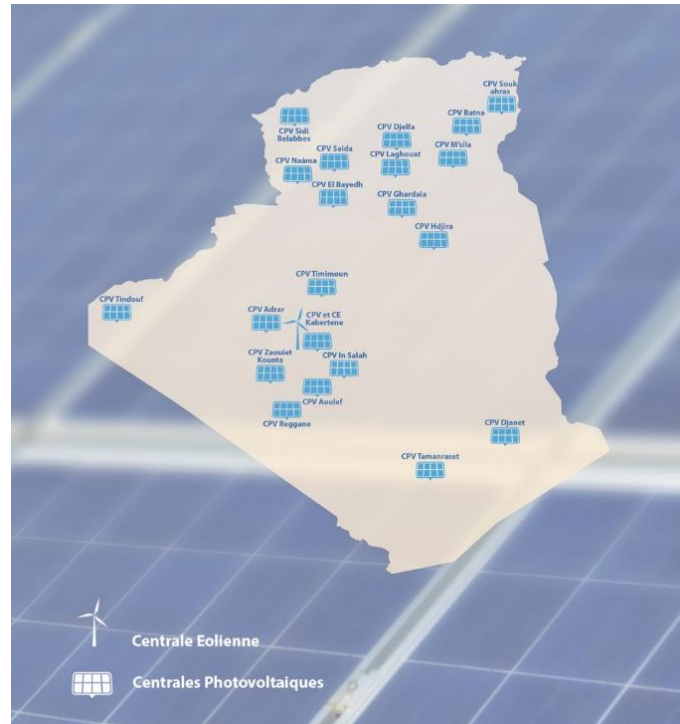 CPV Souk
ahras
CPV Batna
CPV Sidi
Belabbes
CPV Djelfa
CPV M'sila
CPV Saida
CPV Laghouat
CPV Naâma
CPV El Bayedh
CPV Ghardaia
CPV Hdjira
CPV Timimoun
CPV Tindouf
CPV Adrar
CPV et CE
Kabertene
CPV Zaouiet
Kounta
CPV In Salah
CPV Aoulef
CPV Reggane
CPV Djanet
CPV Tamanraset
Centrale Eolienne
Centrales Photovoltaiques